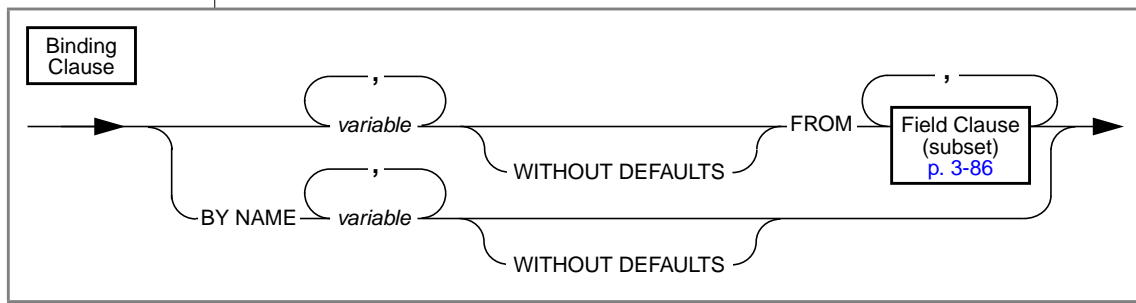 Binding
Clause
,
,
variable
FROM
Field Clause
(subset)
p. 3-86
WITHOUT DEFAULTS
,
BY NAME
variable
WITHOUT DEFAULTS